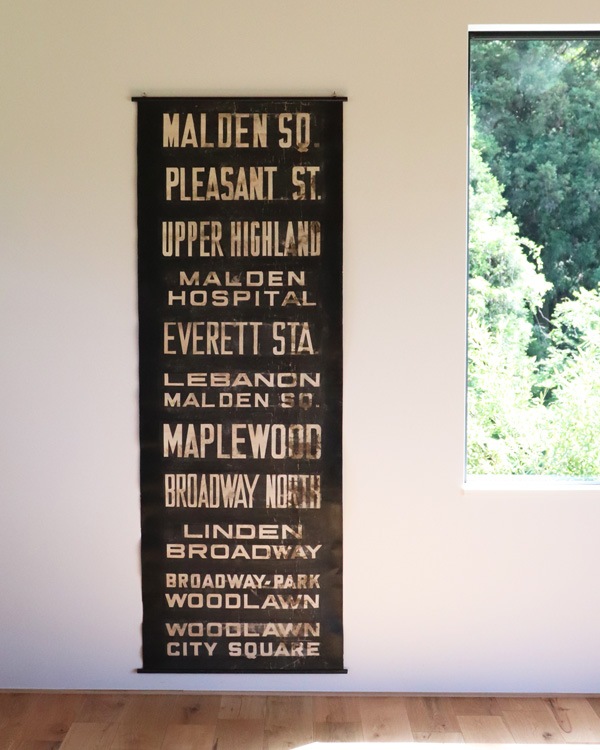 MALDEN SQ.
PLEASANT ST.
UPPER HIGHLAND
MALDEN
HOSPITAL
EVERETT STA.
LEBANON
MALDEN SQ.
MAPLEWOOD
BROADWAY NORTH
LINDEN
BROADWAY
BROADWAY-PARK
WOODLAWN
WOODLAWN
CITY SQUARE